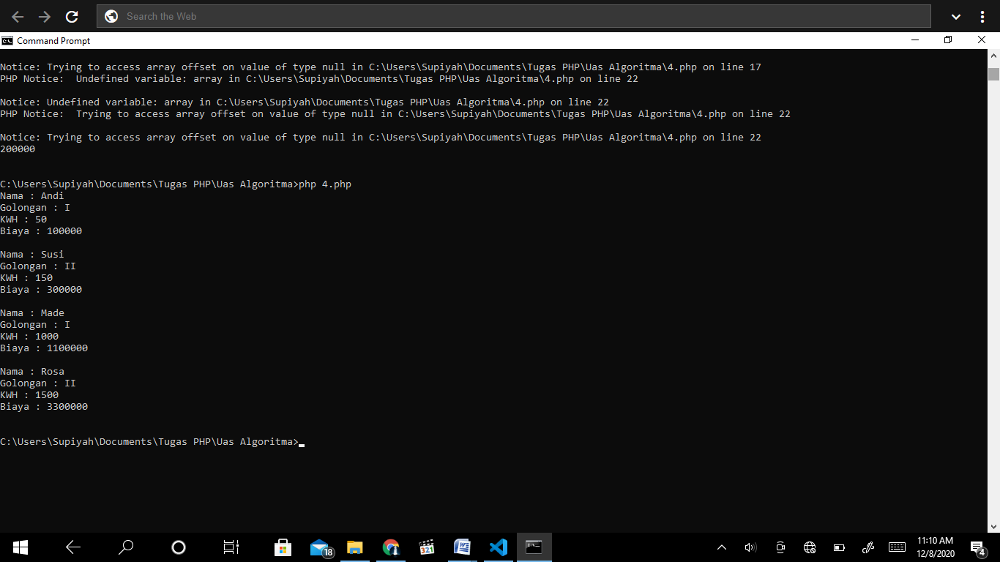 Search the Web
Command Prompt
Notice: Trying to access array offset on value of type null in C:\Users\Supiyah\Documents\Tugas PHP\Uas Algoritma\4.php on line 17
PHP Notice:  Undefined variable: array in C:\Users\Supiyah\Documents\Tugas PHP\Uas Algoritma\4.php on line 22
Notice: Undefined variable: array in C:\Users\Supiyah\Documents\Tugas PHP\Uas Algoritma\4.php on line 22
PHP Notice:  Trying to access array offset on value of type null in C:\Users\Supiyah\Documents\Tugas PHP\Uas Algoritma\4.php on line 22
Notice: Trying to access array offset on value of type null in C:\Users\Supiyah\Documents\Tugas PHP\Uas Algoritma\4.php on line 22
200000
C:\Users\Supiyah\Documents\Tugas PHP\Uas Algoritma>php 4.php
Nama : Andi
Golongan : I
KWH : 50
Biaya : 100000
Nama : Susi
Golongan : II
KWH : 150
Biaya : 300000
Nama : Made
Golongan : I
KWH : 1000
Biaya : 1100000
Nama : Rosa
Golongan : II
KWH : 1500
Biaya : 3300000
C:\Users\Supiyah\Documents\Tugas PHP\Uas Algoritma>
18
321
11:10 AM
12/8/2020
4